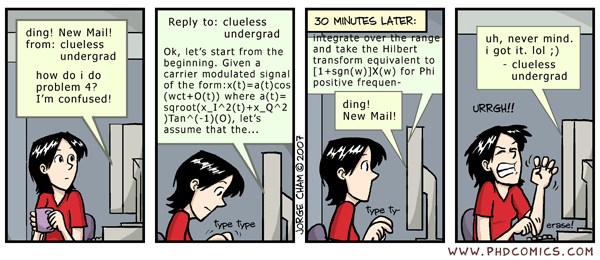 ding! New Mail!
from: clueless
undergrad
how do i do
problem 4?
I'm confused!
Reply to: clueless
undergrad
Ok, let's start from the
beginning. Given a
carrier modulated signal
of the form:x(t)=a(t)cos
(wct+O(t)) where a(t)=
sqroot(x_I^2(t)+x_Q^2
)Tan^(-1)(O), let's
assume that the...
type type
JORGE CHAM © 2007
30 MINUTES LATER:
integrate over the range
and take the Hilbert
transform equivalent to
[1+sgn(w)]X(w) for Phi
positive frequen-
ding!
New Mail!
type ty-
uh, never mind.
i got it. lol ;)
- clueless
undergrad
URRGH!!
erase!
WWW.PHDCOMICS.COM